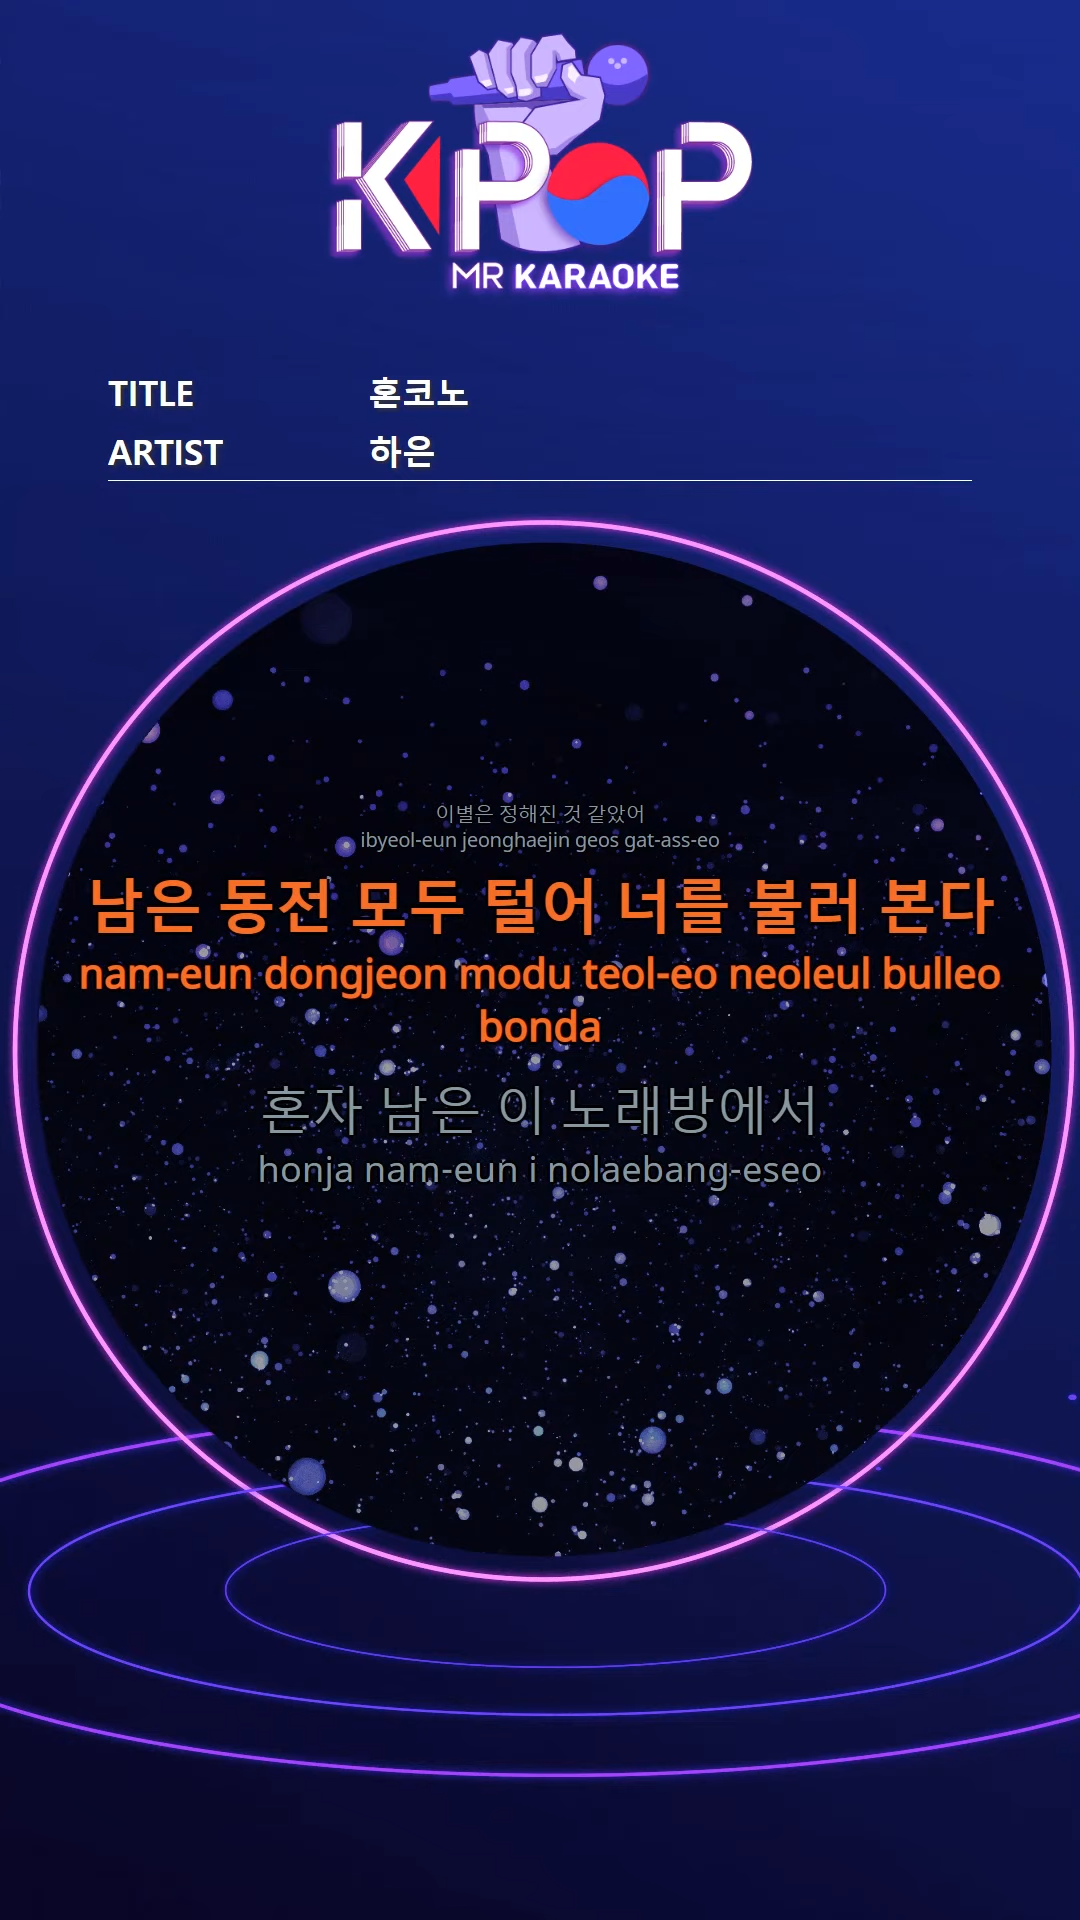 KPOP
MR KARAOKE
TITLE 혼코노
ARTIST 하은
이별은 정해진 것 같았어
ibyeol-eun jeonghaejin geos gat-ass-eo
남은 동전 모두 털어 너를 불러 본다
nam-eun dongjeon modu teol-eo neoleul bulleo
bonda
혼자 남은 이 노래방에서
honja nam-eun i nolaebang-eseo